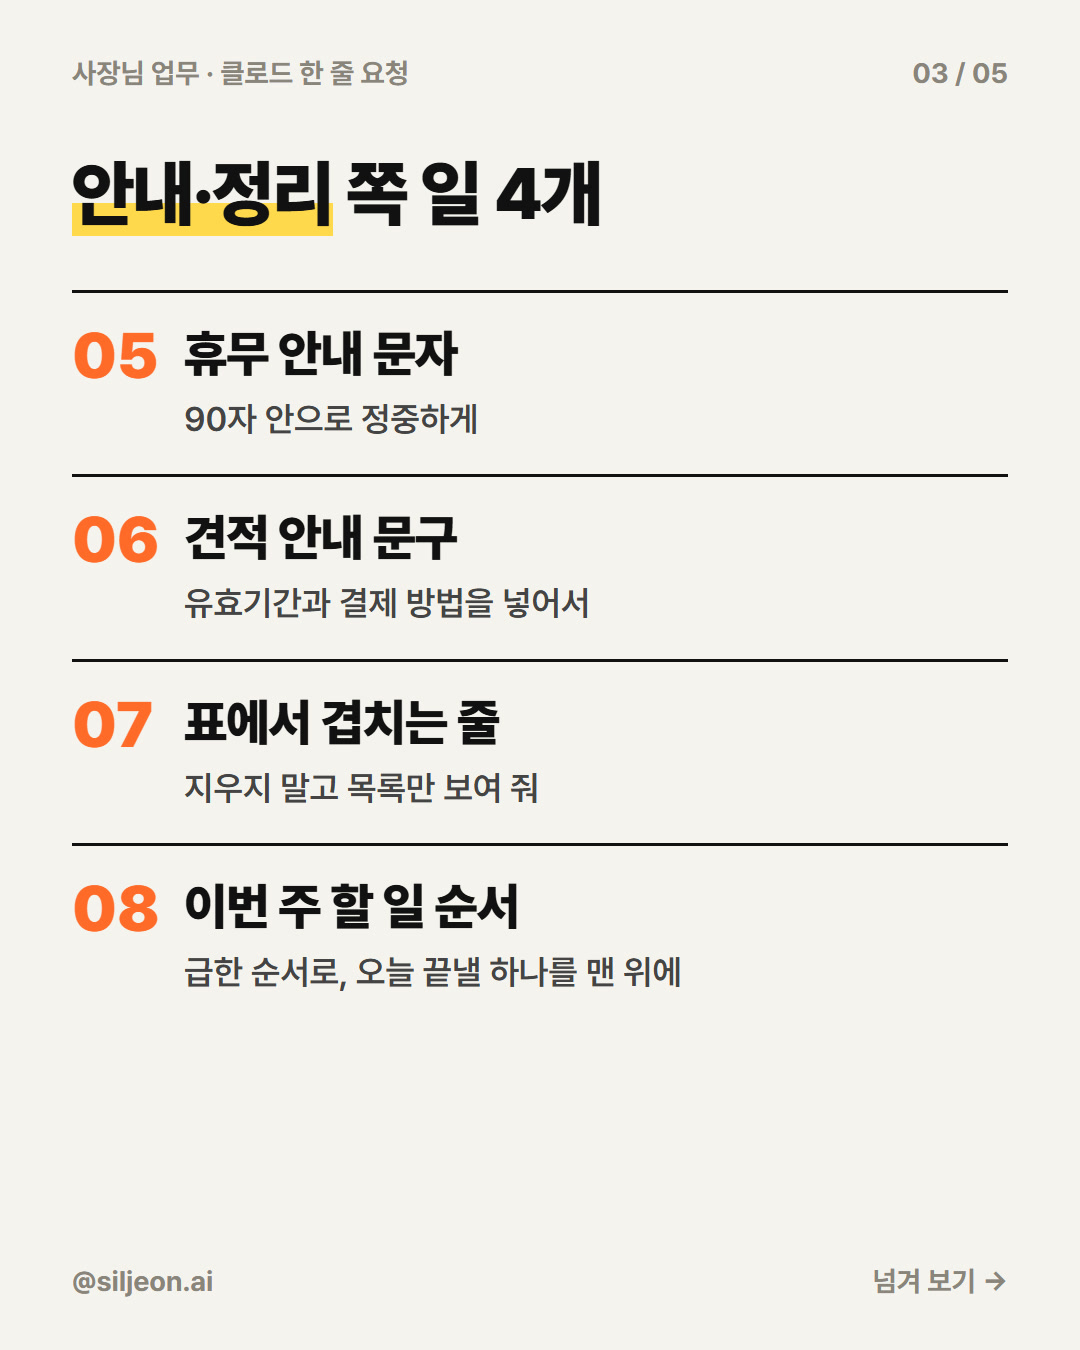 사장님 업무 · 클로드 한 줄 요청
03 / 05
안내·정리 쪽 일 4개
05 휴무 안내 문자
90자 안으로 정중하게
06 견적 안내 문구
유효기간과 결제 방법을 넣어서
07 표에서 겹치는 줄
지우지 말고 목록만 보여 줘
08 이번 주 할 일 순서
급한 순서로, 오늘 끝낼 하나를 맨 위에
@siljeon.ai
넘겨 보기 →